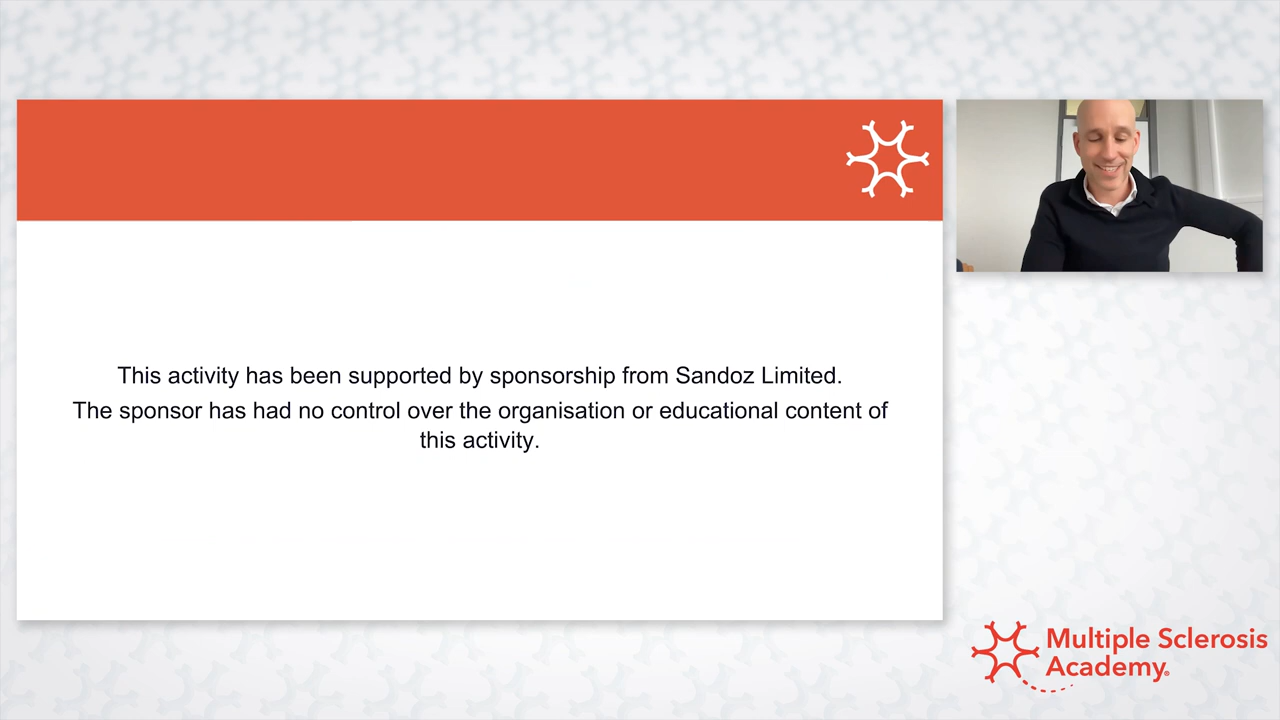 This activity has been supported by sponsorship from Sandoz Limited.
The sponsor has had no control over the organisation or educational content of
this activity.
Multiple Sclerosis
Academy®